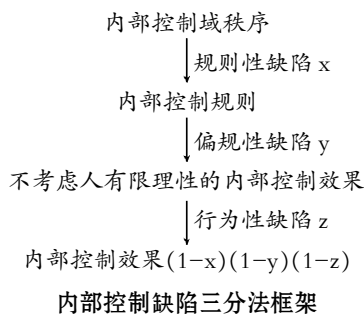 内部控制域秩序
规则性缺陷 x
内部控制规则
偏规性缺陷 y
不考虑人有限理性的内部控制效果
行为性缺陷 z
内部控制效果(1-x)(1-y)(1-z)
内部控制缺陷三分法框架